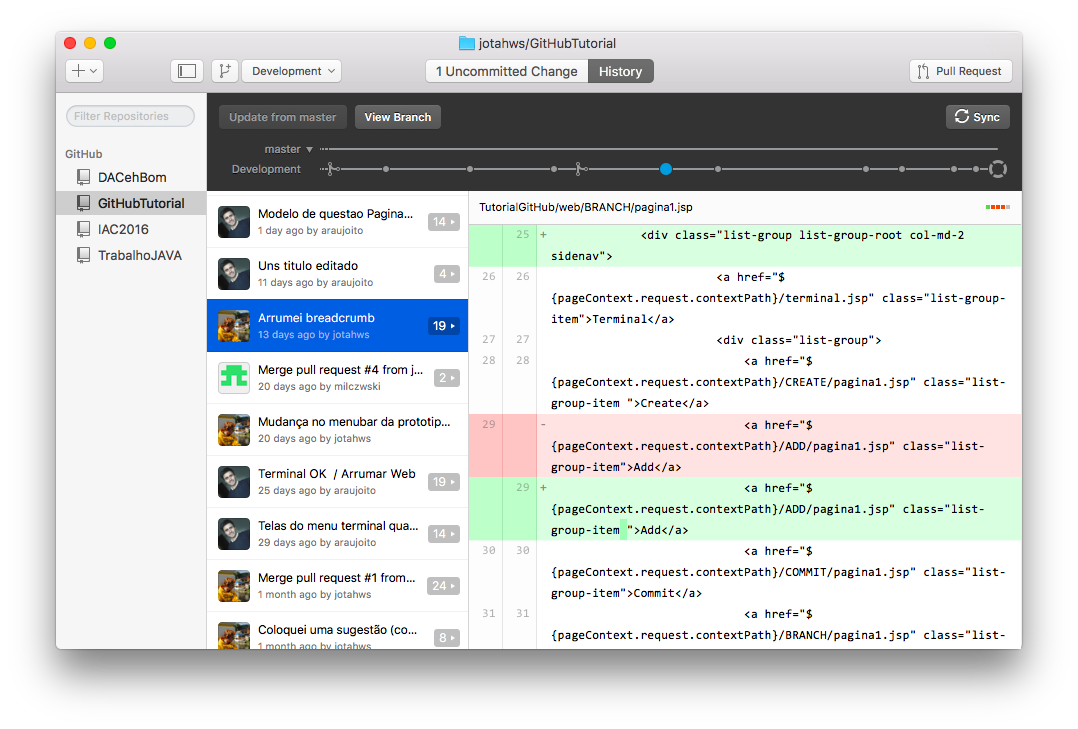 jotahws/GitHubTutorial
Development
1 Uncommitted Change
History
Pull Request
Filter Repositories
GitHub
DACehBom
GitHubTutorial
IAC2016
TrabalhoJAVA
Update from master
View Branch
Sync
master
Development
Modelo de questao Pagina...
14
1 day ago by araujoito
Uns titulo editado
4
11 days ago by araujoito
Arrumei breadcrumb
19
13 days ago by jotahws
Merge pull request #4 from j...
2
20 days ago by milczwski
Mudança no menubar da prototip...
20 days ago by jotahws
Terminal OK / Arrumar Web
19
25 days ago by araujoito
Telas do menu terminal qua...
14
29 days ago by araujoito
Merge pull request #1 from...
24
1 month ago by jotahws
Coloquei uma sugestão (co...
8
1 month ago by jotahws
TutorialGitHub/web/BRANCH/pagina1.jsp
25 + <div class="list-group list-group-root col-md-2
sidenav">
26 26 <a href="$
{pageContext.request.contextPath}/terminal.jsp" class="list-group-
item">Terminal</a>
27 27 <div class="list-group">
28 28 <a href="$
{pageContext.request.contextPath}/CREATE/pagina1.jsp" class="list-
group-item ">Create</a>
29 - <a href="$
{pageContext.request.contextPath}/ADD/pagina1.jsp" class="list-
group-item">Add</a>
29 + <a href="$
{pageContext.request.contextPath}/ADD/pagina1.jsp" class="list-
group-item ">Add</a>
30 30 <a href="$
{pageContext.request.contextPath}/COMMIT/pagina1.jsp" class="list-
group-item">Commit</a>
31 31 <a href="$
{pageContext.request.contextPath}/BRANCH/pagina1.jsp" class="list-